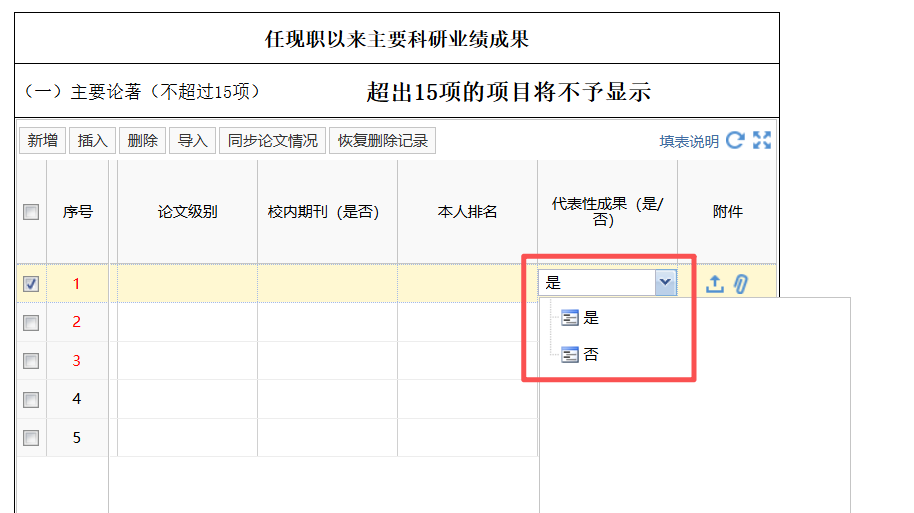 任现职以来主要科研业绩成果
（一）主要论著（不超过15项） 超出15项的项目将不予显示
新增 插入 删除 导入 同步论文情况 恢复删除记录 填表说明
序号 论文级别 校内期刊（是否） 本人排名 代表性成果（是/
否） 附件
1 是
2 是
3 否
4
5